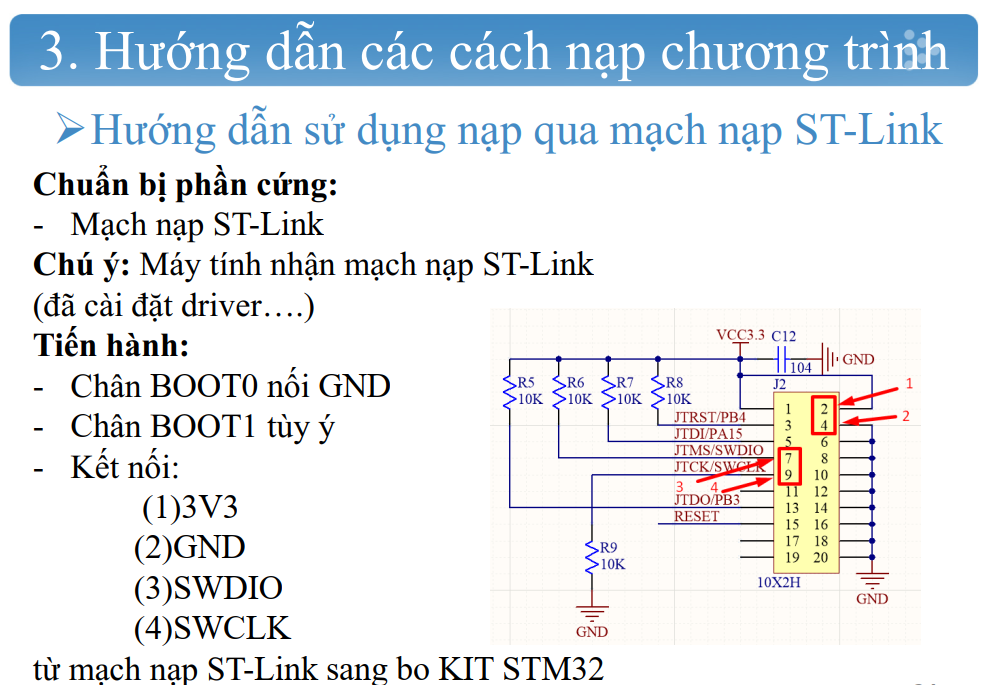 3. Hướng dẫn các cách nạp chương trình
➢Hướng dẫn sử dụng nạp qua mạch nạp ST-Link
Chuẩn bị phần cứng:
- Mạch nạp ST-Link
Chú ý: Máy tính nhận mạch nạp ST-Link
(đã cài đặt driver….)
Tiến hành:
- Chân BOOT0 nối GND
- Chân BOOT1 tùy ý
- Kết nối:
(1)3V3
(2)GND
(3)SWDIO
(4)SWCLK
từ mạch nạp ST-Link sang bo KIT STM32
VCC3.3 C12
GND
104
R5 R6 R7 R8
10K 10K 10K 10K
J2
1
2
JTRST/PB4
JTDI/PA15
JTMS/SWDIO
JTCK/SWCLK
3 4
JTDO/PB3
RESET
1 2
3 4
5 6
7 8
9 10
11 12
13 14
15 16
17 18
19 20
R9
10K
10X2H
GND
GND